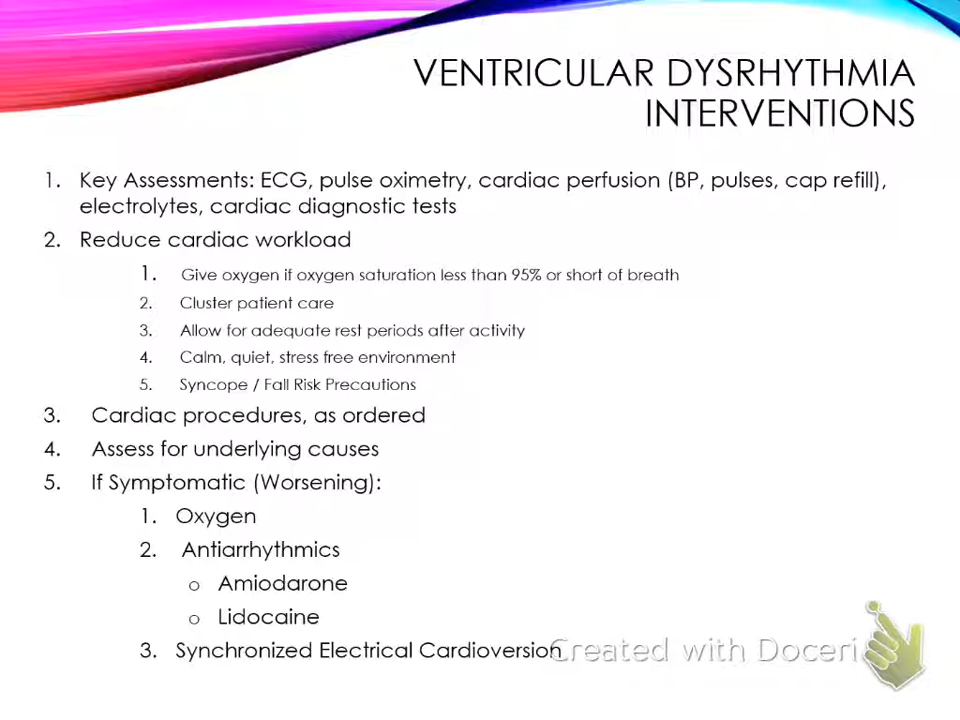 VENTRICULAR DYSRHYTHMIA
INTERVENTIONS
1. Key Assessments: ECG, pulse oximetry, cardiac perfusion (BP, pulses, cap refill),
electrolytes, cardiac diagnostic tests
2. Reduce cardiac workload
1. Give oxygen if oxygen saturation less than 95% or short of breath
2. Cluster patient care
3. Allow for adequate rest periods after activity
4. Calm, quiet, stress free environment
5. Syncope / Fall Risk Precautions
3. Cardiac procedures, as ordered
4. Assess for underlying causes
5. If Symptomatic (Worsening):
1. Oxygen
2. Antiarrhythmics
o Amiodarone
o Lidocaine
3. Synchronized Electrical Cardioversion
Created with Doceri